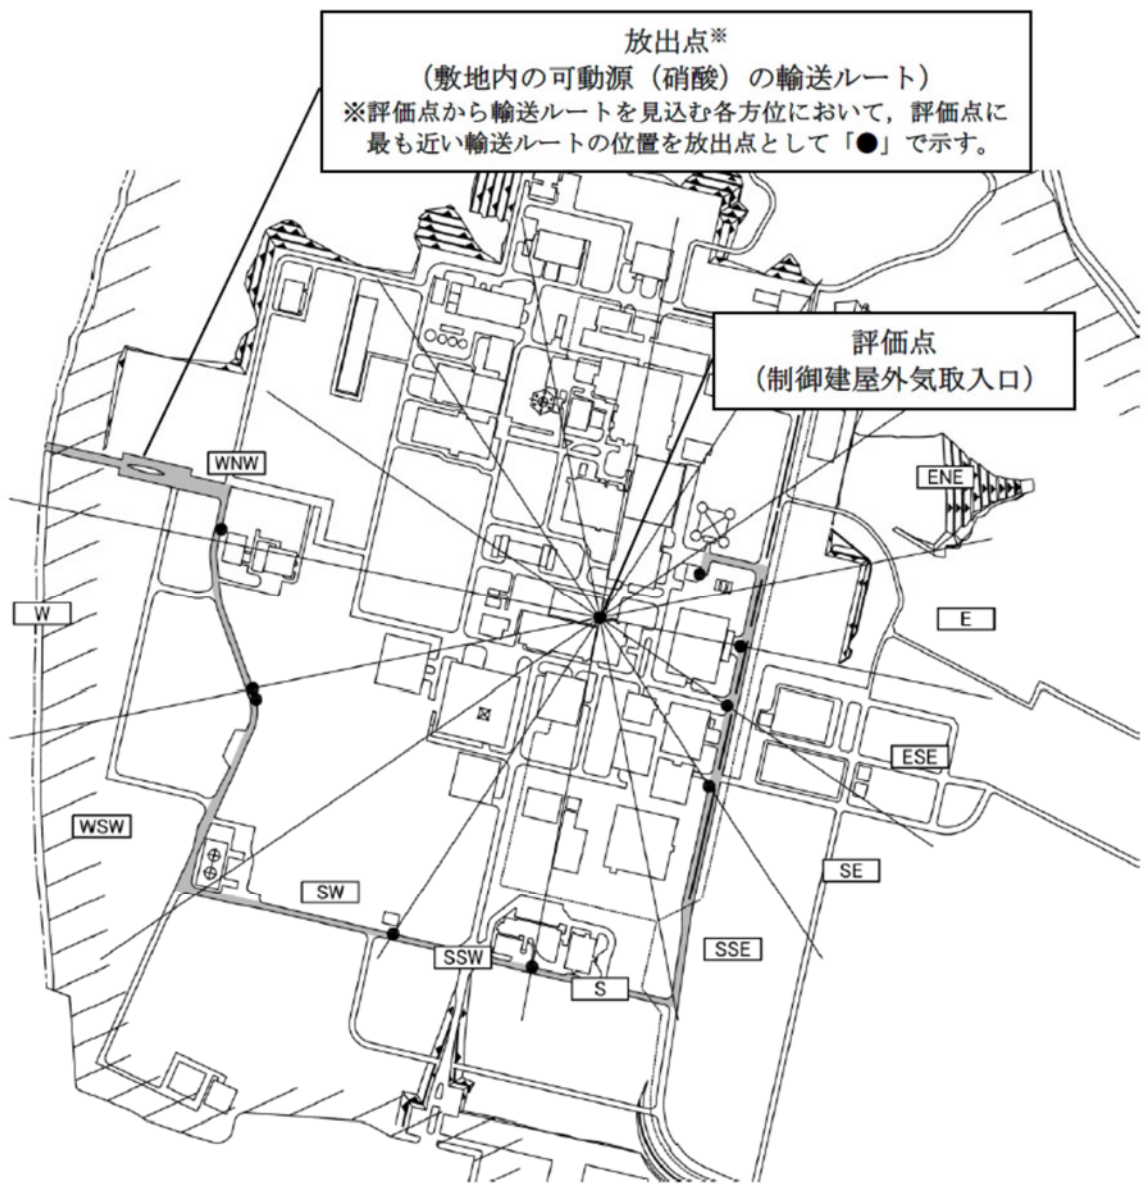 放出点※
（敷地内の可動源（硝酸）の輸送ルート）
※評価点から輸送ルートを見込む各方位において，評価点に
最も近い輸送ルートの位置を放出点として「●」で示す。
評価点
（制御建屋外気取入口）
WNW
ENE
W
E
ESE
WSW
SE
SW
SSE
SSW
S